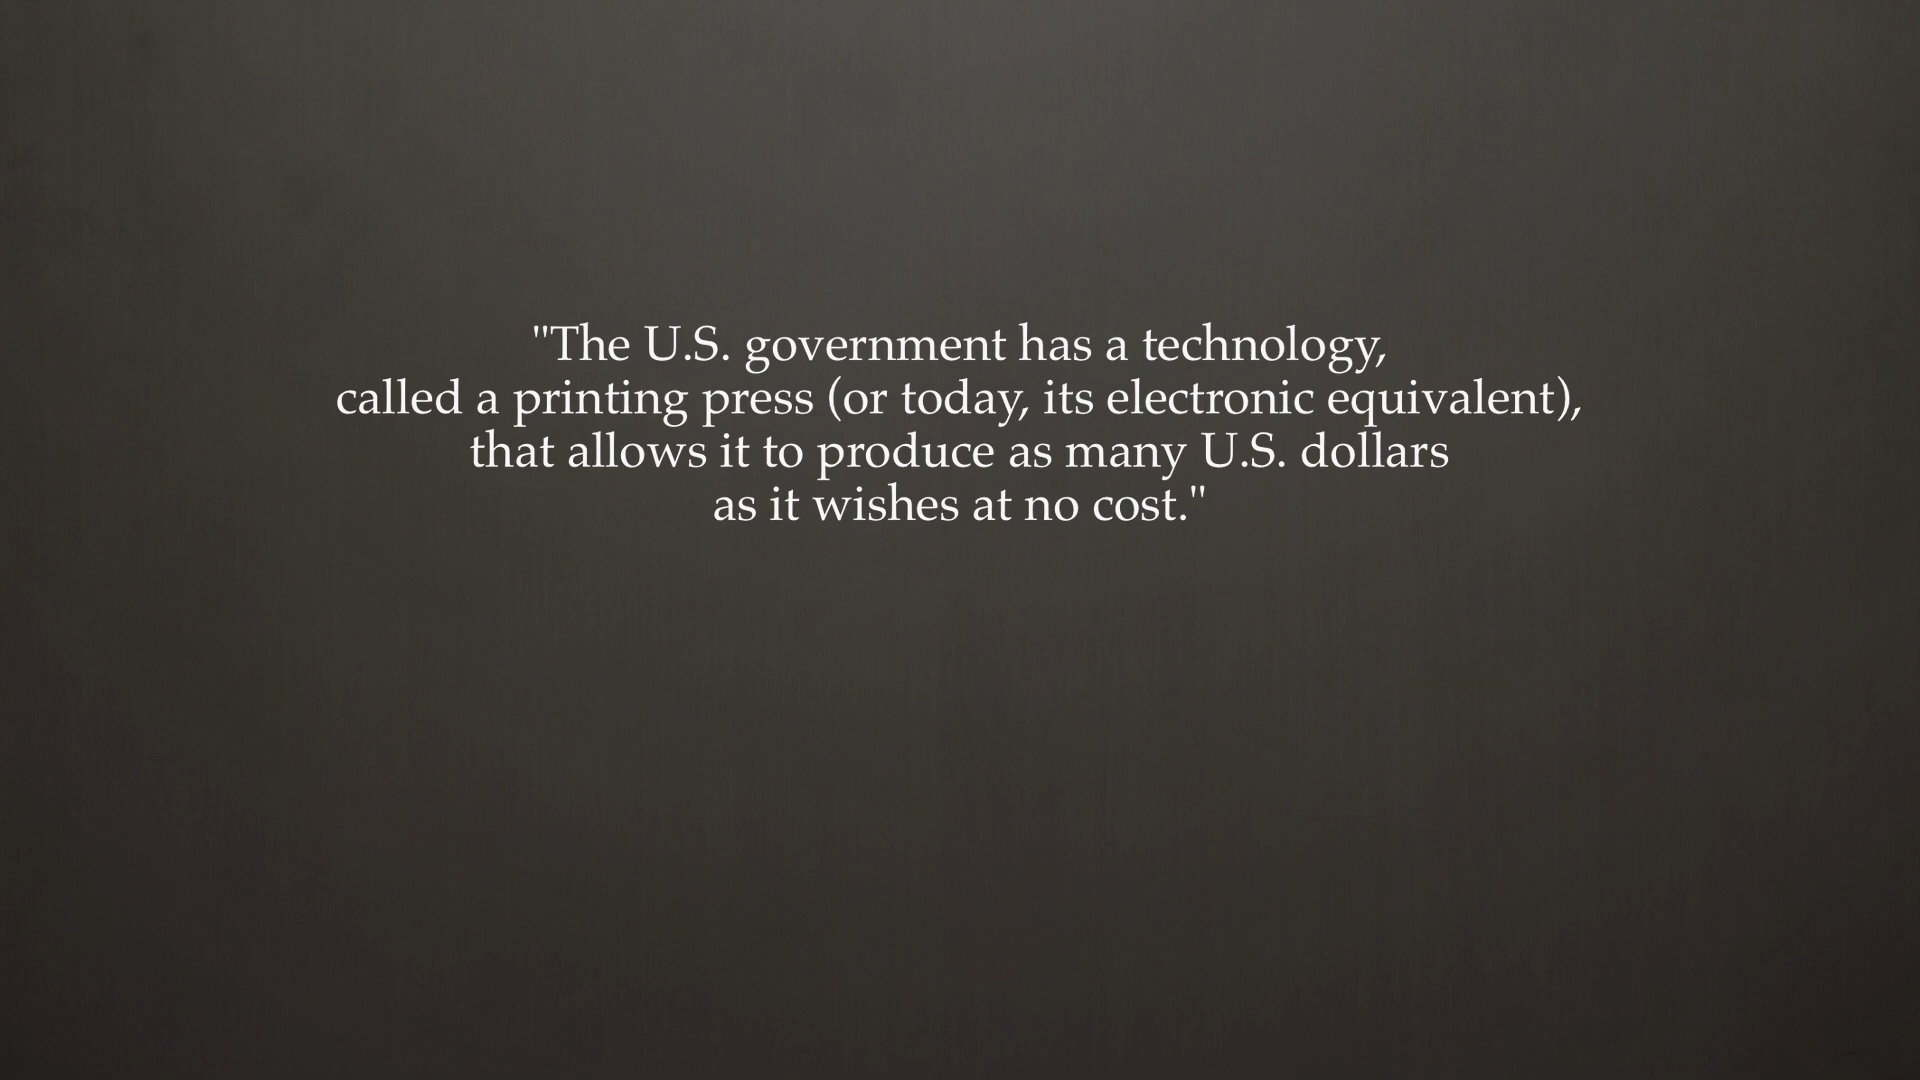 "The U.S. government has a technology,
called a printing press (or today, its electronic equivalent),
that allows it to produce as many U.S. dollars
as it wishes at no cost."